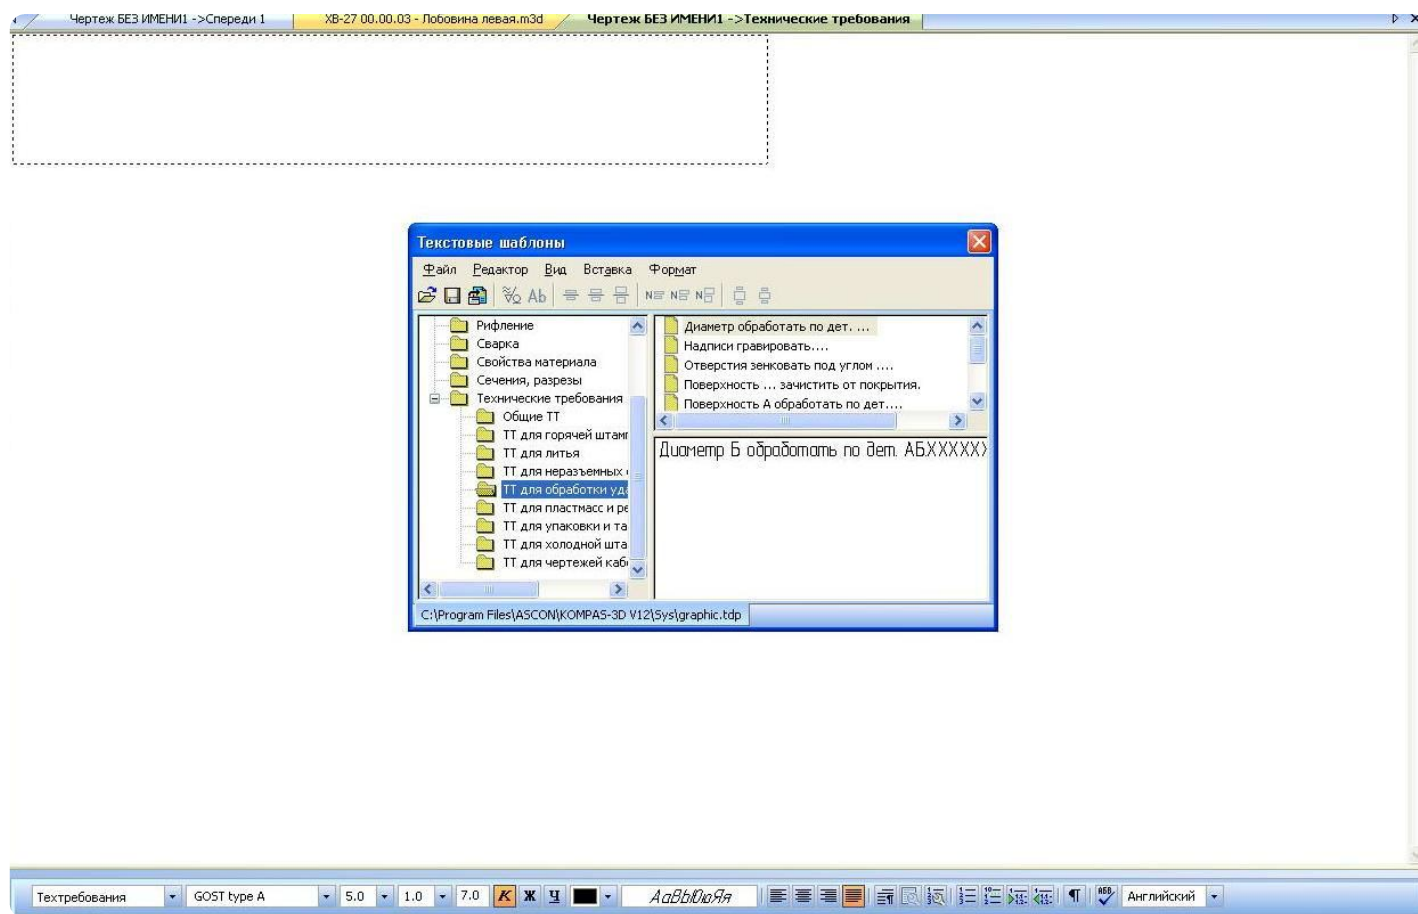 Чертеж БЕЗ ИМЕНИ1 ->Спереди 1
ХВ-27 00.00.03 - Лобовина левая.m3d
Чертеж БЕЗ ИМЕНИ1 ->Технические требования
Текстовые шаблоны
Файл Редактор Вид Вставка Формат
Рифление
Сварка
Свойства материала
Сечения, разрезы
Технические требования
Общие ТТ
ТТ для горячей штам
ТТ для литья
ТТ для неразъемных
ТТ для обработки уда
ТТ для пластмасс и ре
ТТ для упаковки и та
ТТ для холодной шта
ТТ для чертежей каб
Диаметр обработать по дет. ...
Надписи гравировать....
Отверстия зенковать под углом ....
Поверхность ... зачистить от покрытия.
Поверхность А обработать по дет....
Диаметр Б обработать по дет. АБХХХХХ
C:\Program Files\ASCON\KOMPAS-3D V12\Sys\graphic.tdp
Техтребования GOST type A 5.0 1.0 7.0 К Ж Ч АаВbЮюЯя Английский